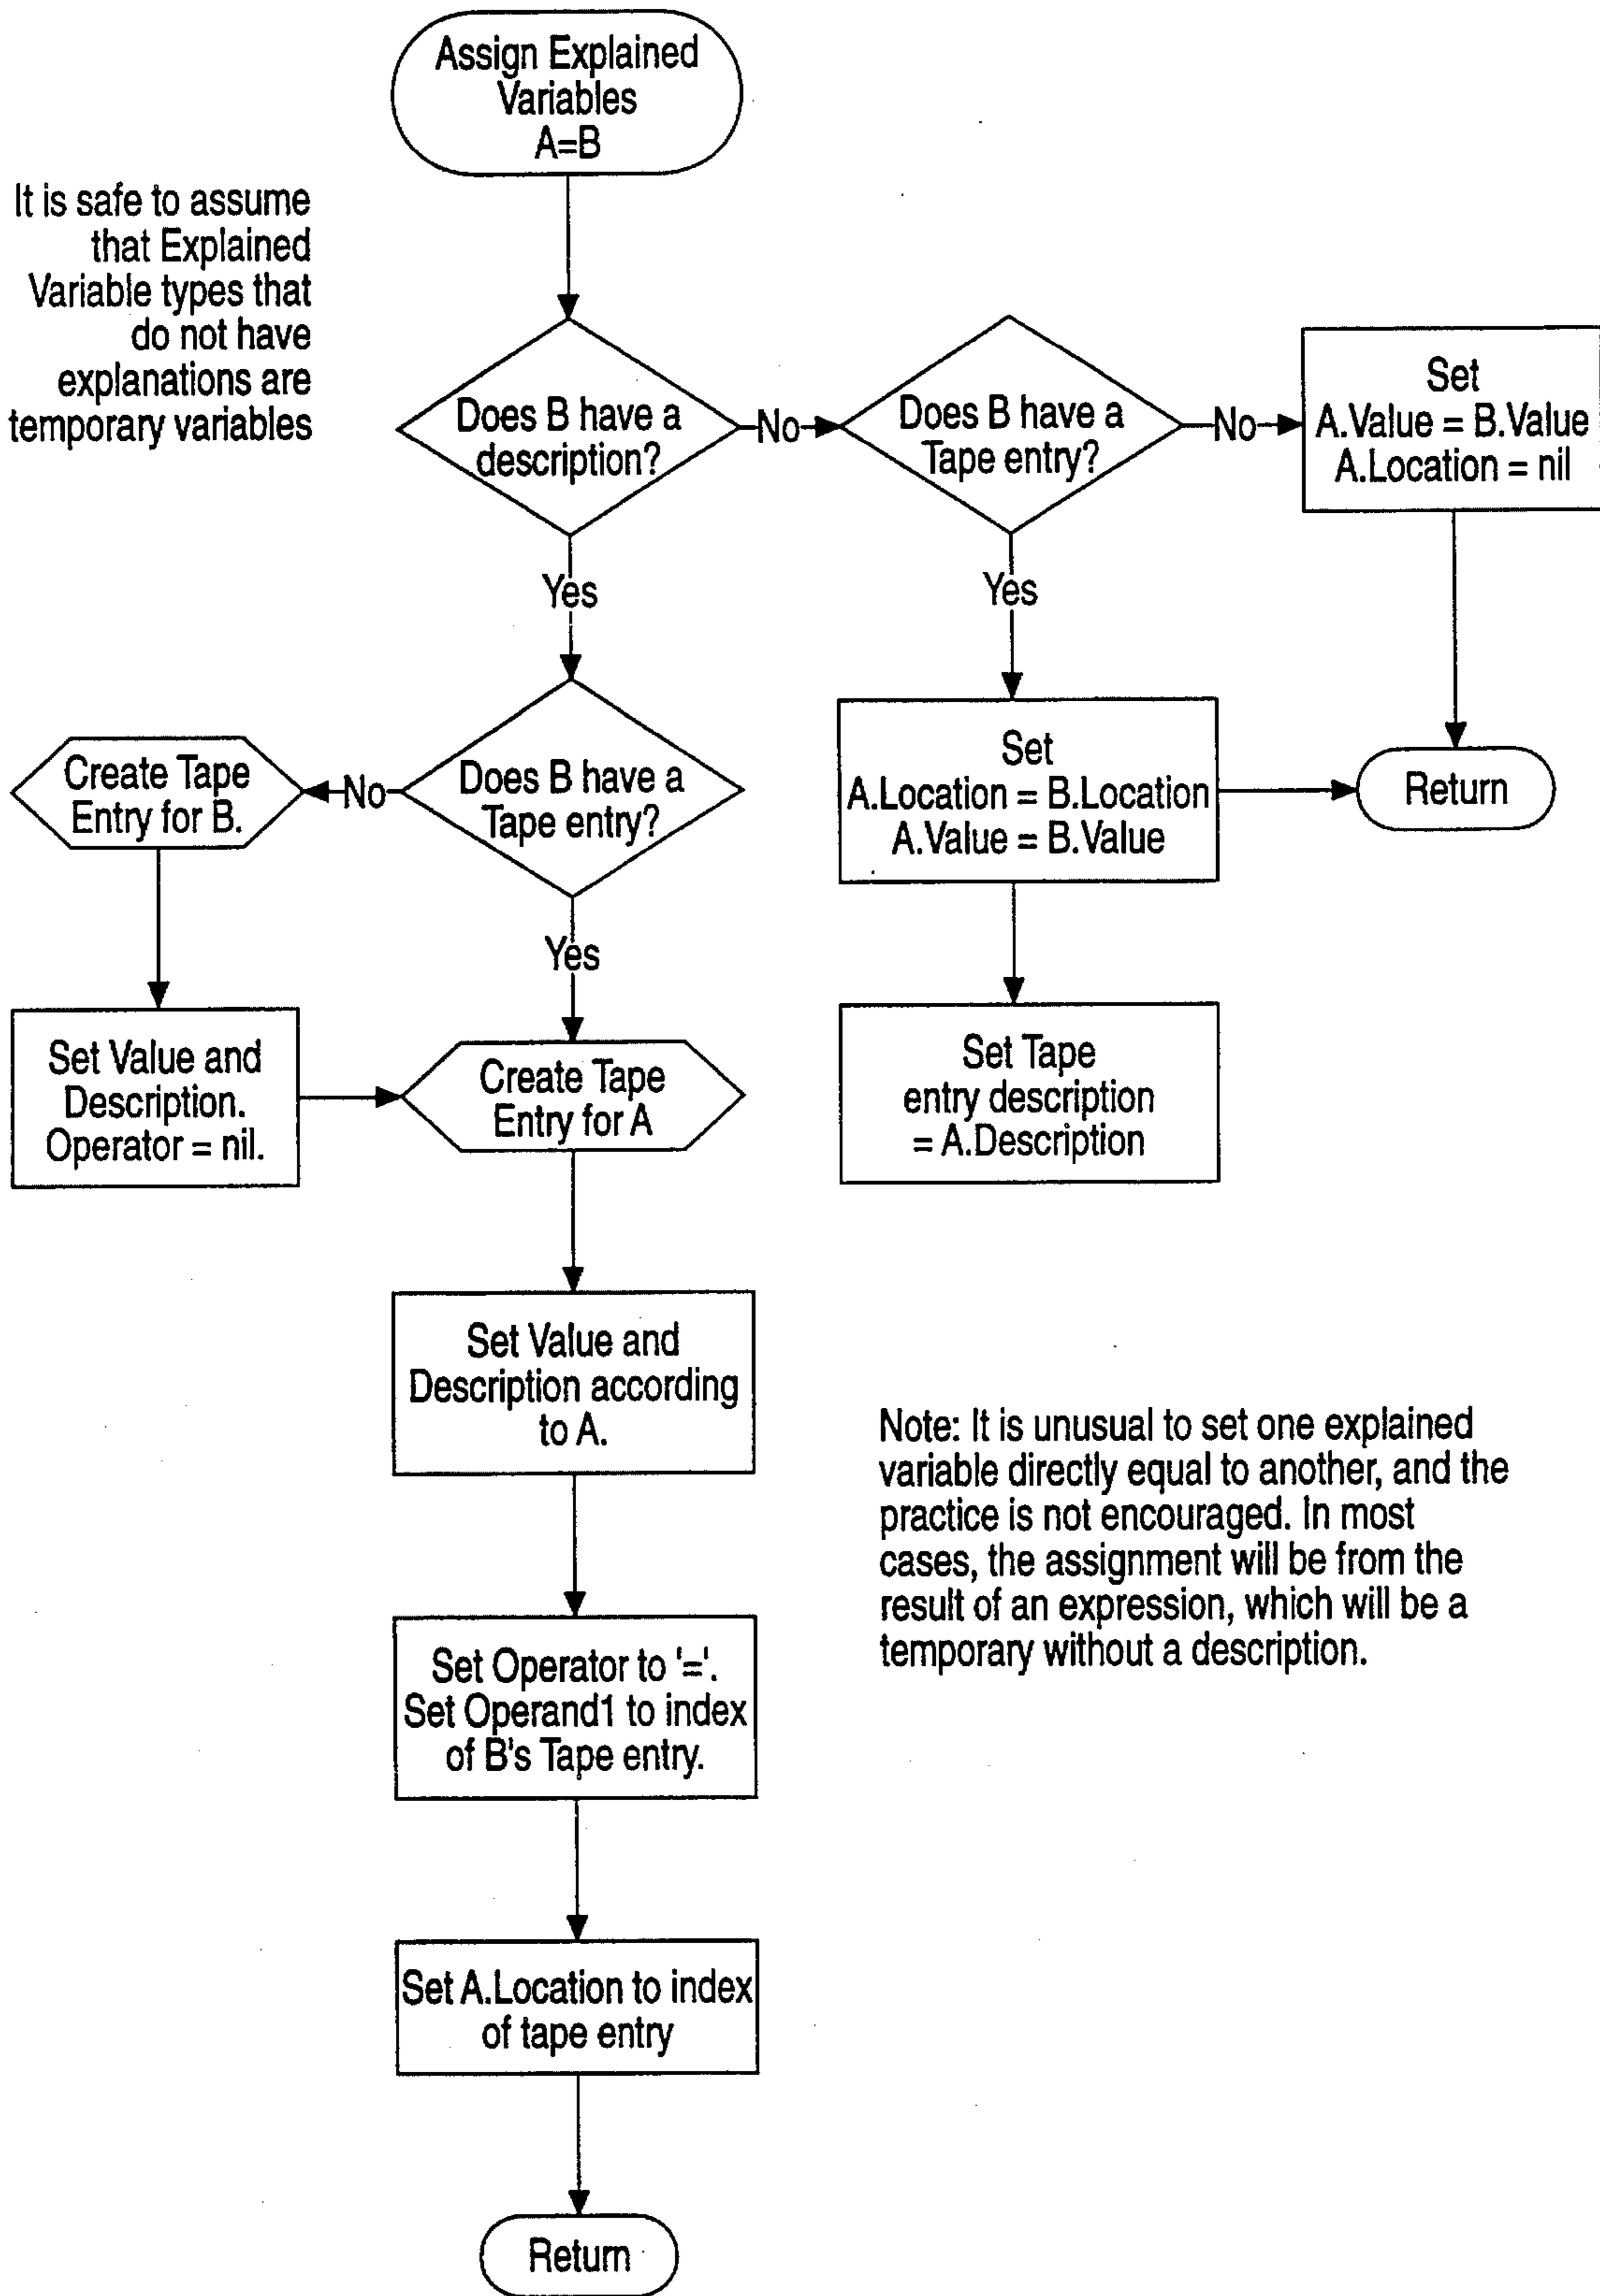 Assign Explained
Variables
A=B
It is safe to assume
that Explained
Variable types that
do not have
explanations are
temporary variables
Does B have a
description?
No
Does B have a
Tape entry?
No
Set
A.Value = B.Value
A.Location = nil
Yes
Yes
Create Tape
Entry for B.
No
Does B have a
Tape entry?
Set
A.Location = B.Location
A.Value = B.Value
Return
Yes
Set Value and
Description.
Operator = nil.
Create Tape
Entry for A
Set Tape
entry description
= A.Description
Set Value and
Description according
to A.
Note: It is unusual to set one explained
variable directly equal to another, and the
practice is not encouraged. In most
cases, the assignment will be from the
result of an expression, which will be a
temporary without a description.
Set Operator to '='.
Set Operand1 to index
of B's Tape entry.
Set A.Location to index
of tape entry
Return